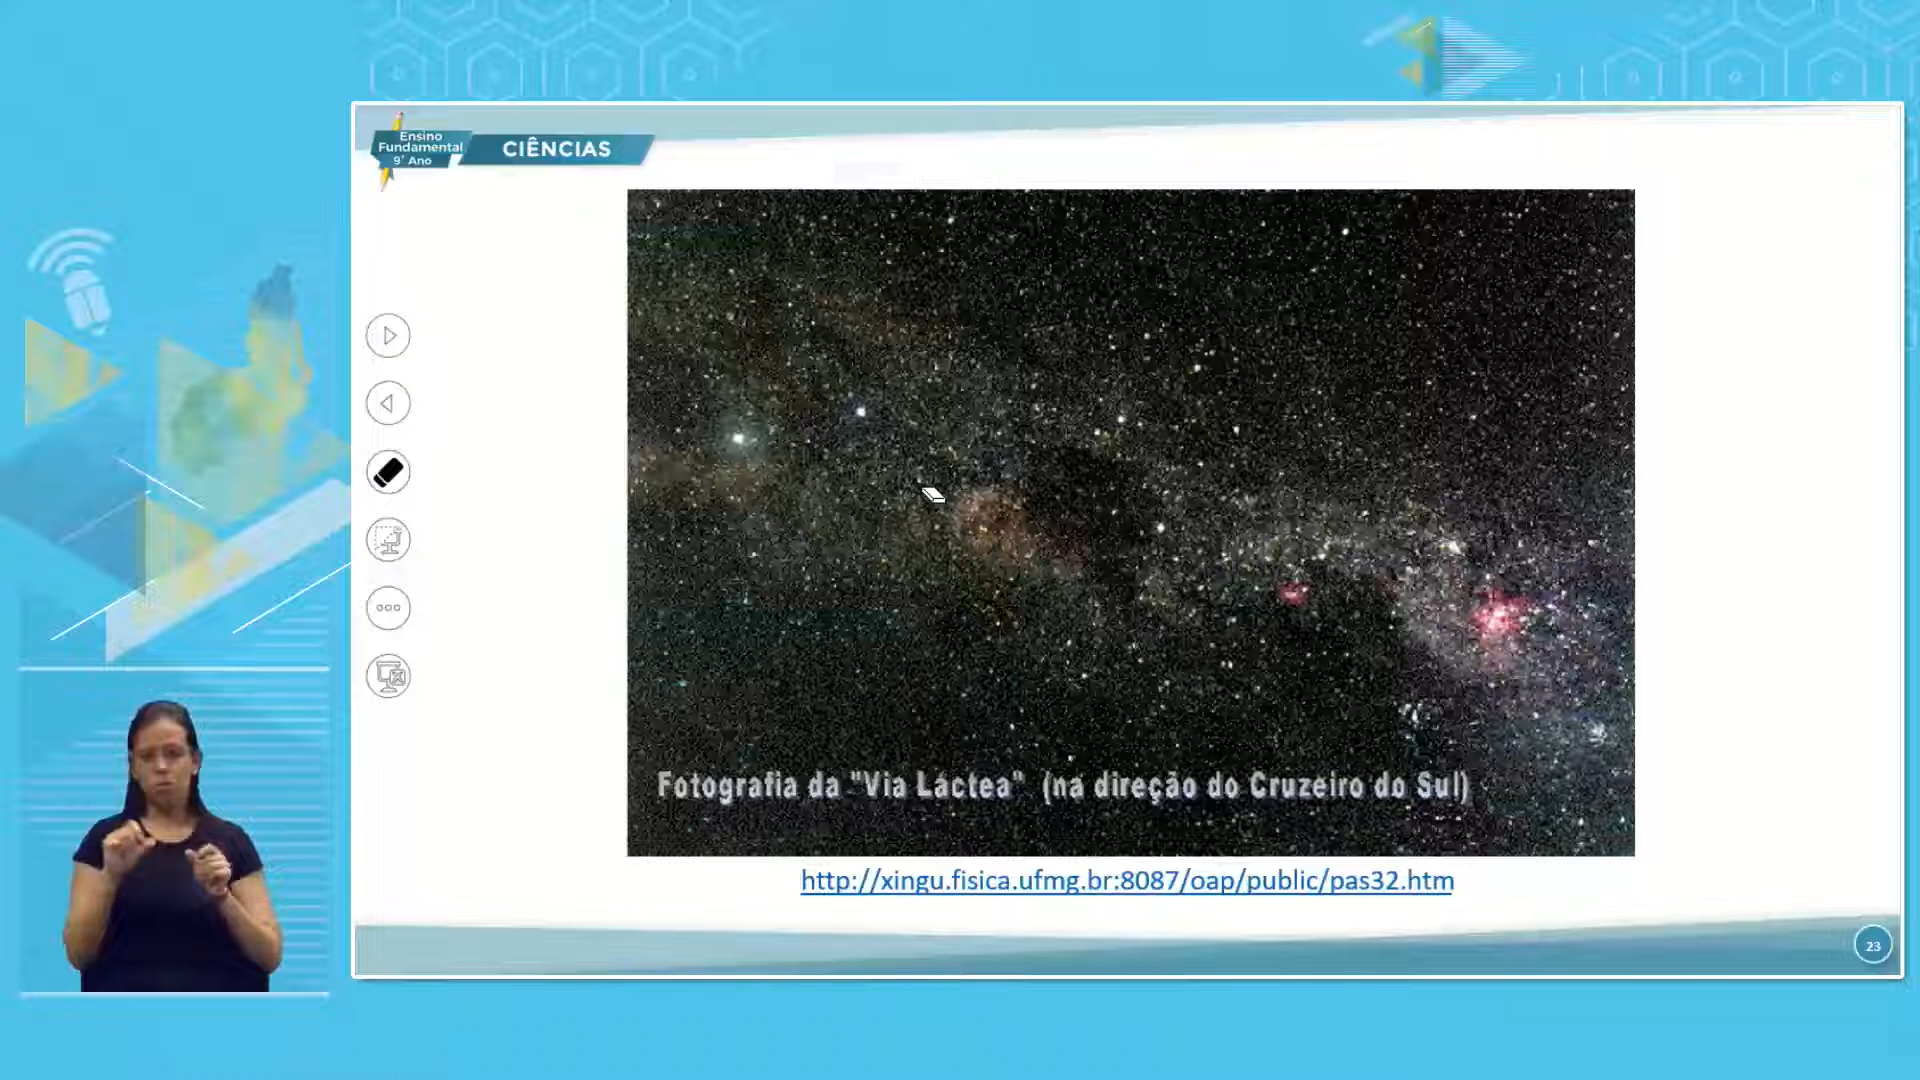 Ensino
Fundamental
9° Ano
CIÊNCIAS
Fotografia da "Via Láctea" (na direção do Cruzeiro do Sul)
http://xingu.fisica.ufmg.br:8087/oap/public/pas32.htm
23